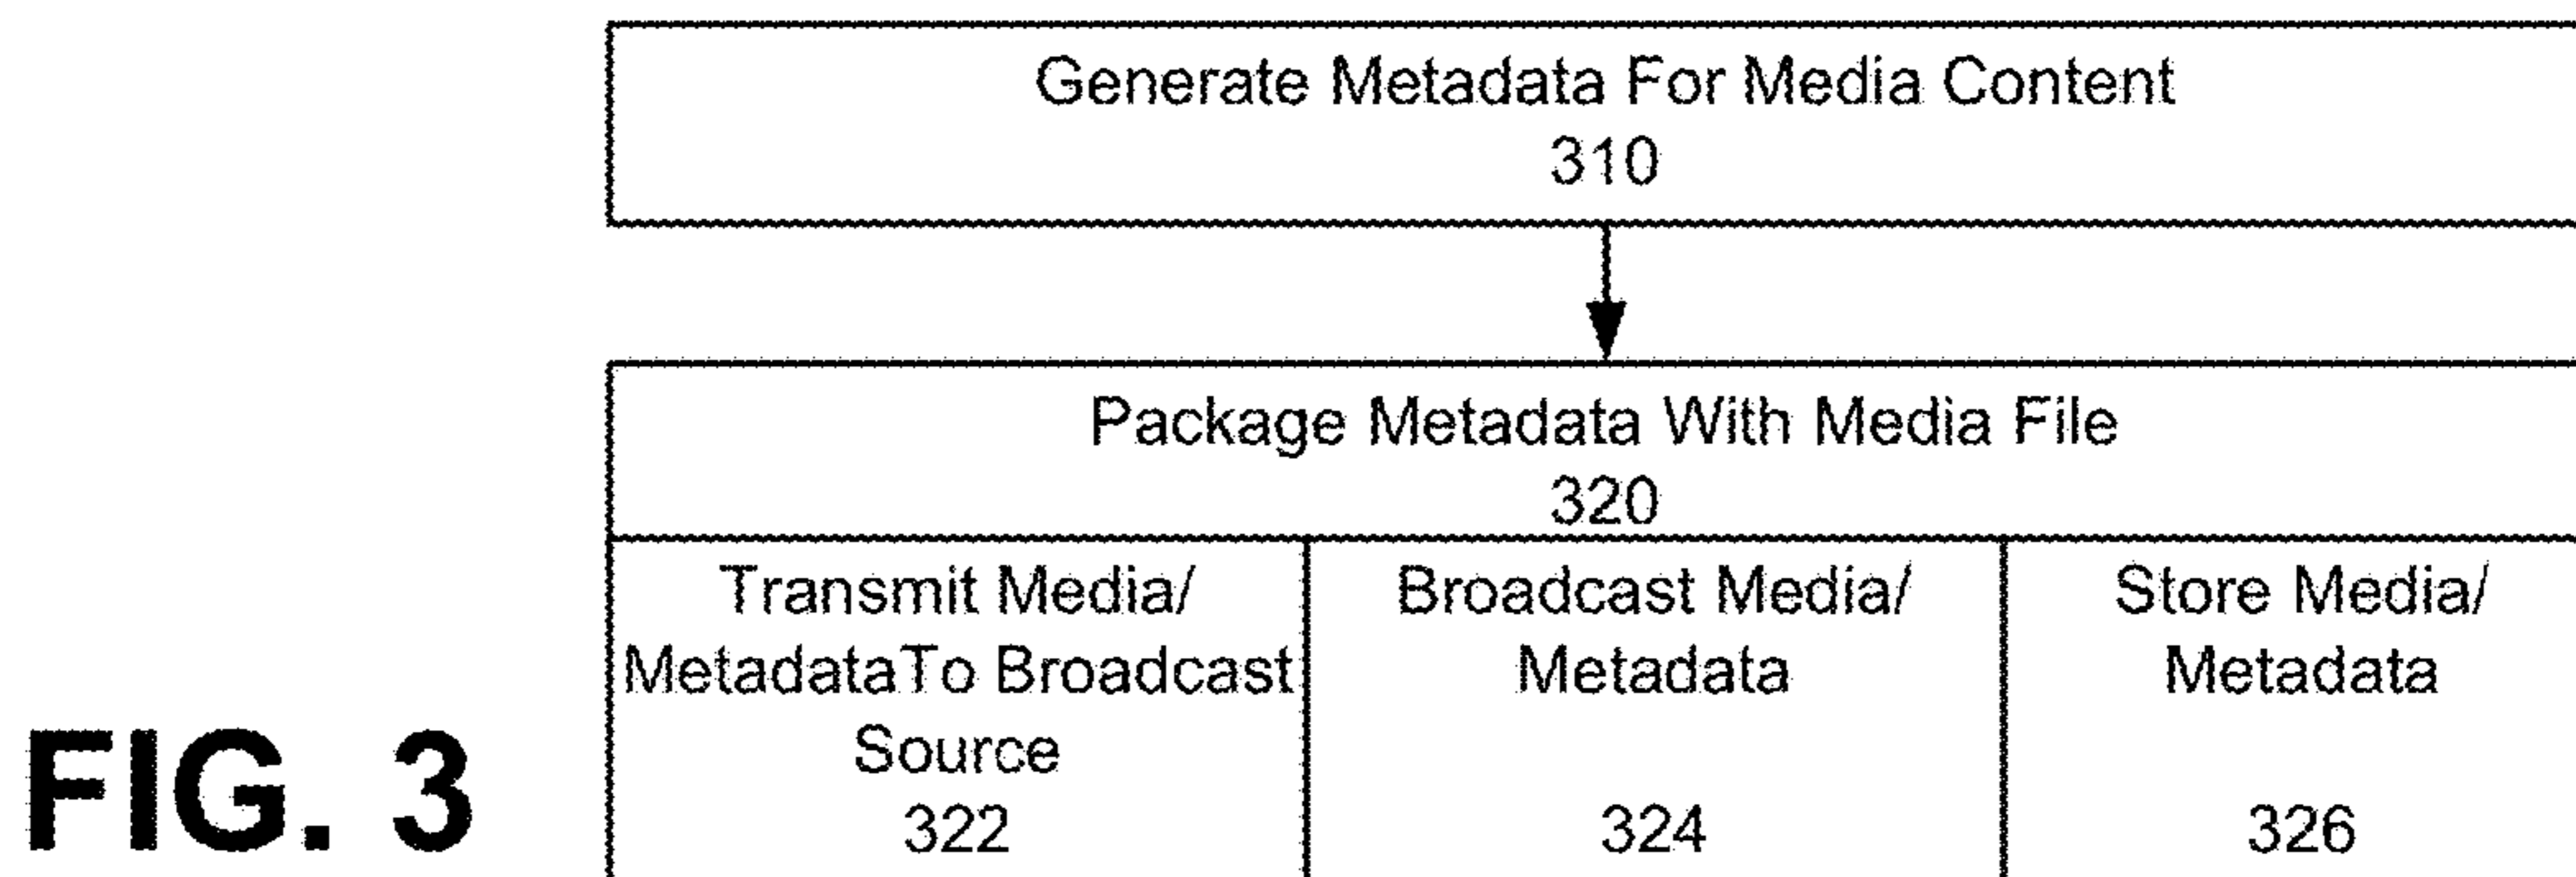 Generate Metadata For Media Content
310
Package Metadata With Media File
320
Transmit Media/
MetadataTo Broadcast
Source
322
Broadcast Media/
Metadata
324
Store Media/
Metadata
326
FIG. 3